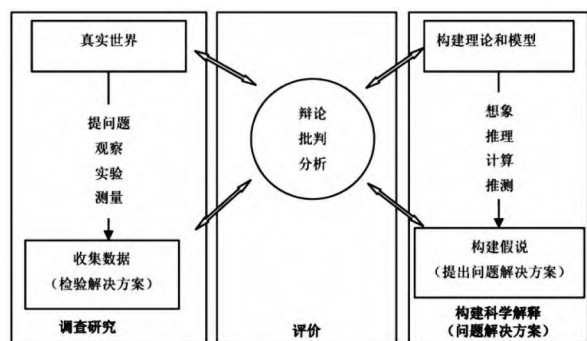 真实世界
提问题
观察
实验
测量
收集数据
（检验解决方案）
调查研究
辩论
批判
分析
评价
构建理论和模型
想象
推理
计算
推测
构建假说
（提出问题解决方案）
构建科学解释
（问题解决方案）